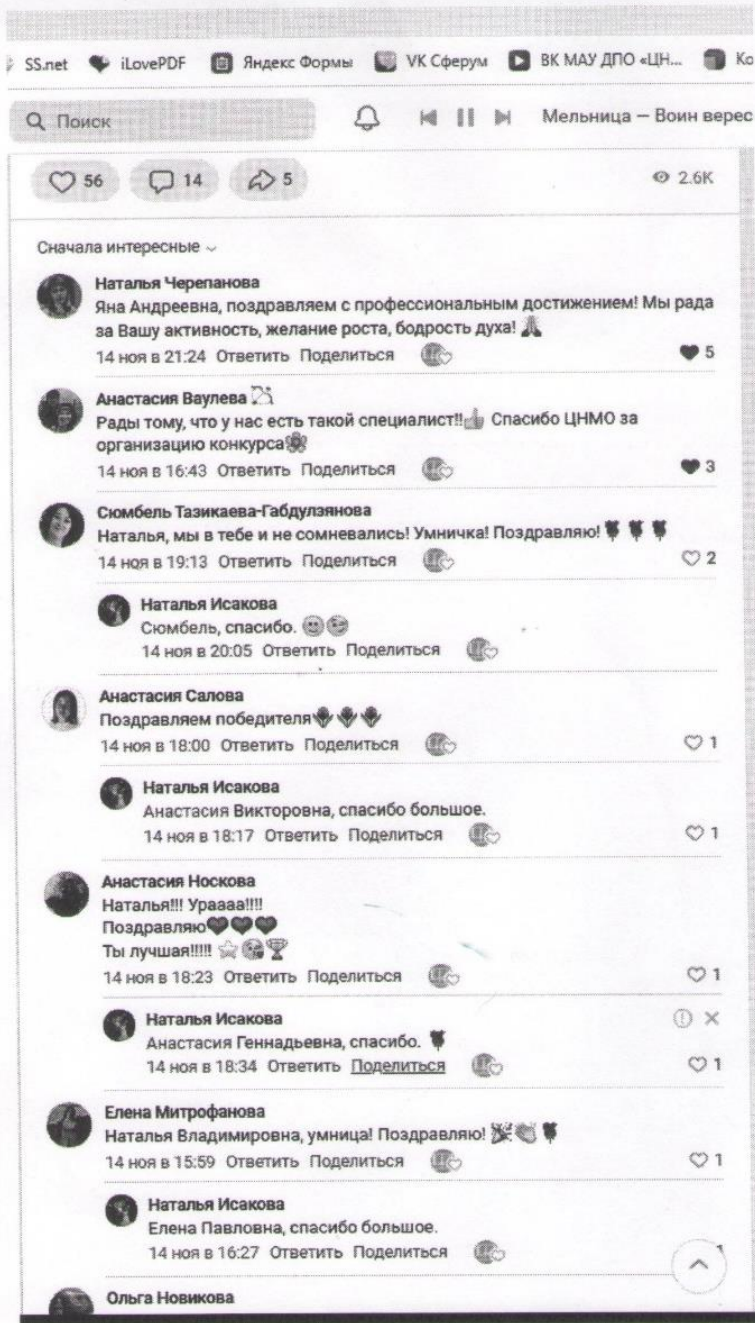 SS.net iLovePDF Яндекс Формы VK Сферум ВК МАУ ДПО «ЦН... Ко
Поиск Мельница — Воин верес
56 14 5 2.6K
Сначала интересные
Наталья Черепанова
Яна Андреевна, поздравляем с профессиональным достижением! Мы рада
за Вашу активность, желание роста, бодрость духа! 🙏
14 ноя в 21:24 Ответить Поделиться 5
Анастасия Ваулева
Рады тому, что у нас есть такой специалист!!👍 Спасибо ЦНМО за
организацию конкурса
14 ноя в 16:43 Ответить Поделиться 3
Сюмбель Тазикаева-Габдулзянова
Наталья, мы в тебе и не сомневались! Умничка! Поздравляю!🌹🌹🌹
14 ноя в 19:13 Ответить Поделиться 2
Наталья Исакова
Сюмбель, спасибо.
14 ноя в 20:05 Ответить Поделиться
Анастасия Салова
Поздравляем победителя🌷🌷🌷
14 ноя в 18:00 Ответить Поделиться 1
Наталья Исакова
Анастасия Викторовна, спасибо большое.
14 ноя в 18:17 Ответить Поделиться 1
Анастасия Носкова
Наталья!!! Ураааа!!!!
Поздравляю❤❤❤
Ты лучшая!!!!! ⭐😘🏆
14 ноя в 18:23 Ответить Поделиться 1
Наталья Исакова
Анастасия Геннадьевна, спасибо. 🌹
14 ноя в 18:34 Ответить Поделиться 1
Елена Митрофанова
Наталья Владимировна, умница! Поздравляю! 🎉👏🌹
14 ноя в 15:59 Ответить Поделиться 1
Наталья Исакова
Елена Павловна, спасибо большое.
14 ноя в 16:27 Ответить Поделиться
Ольга Новикова